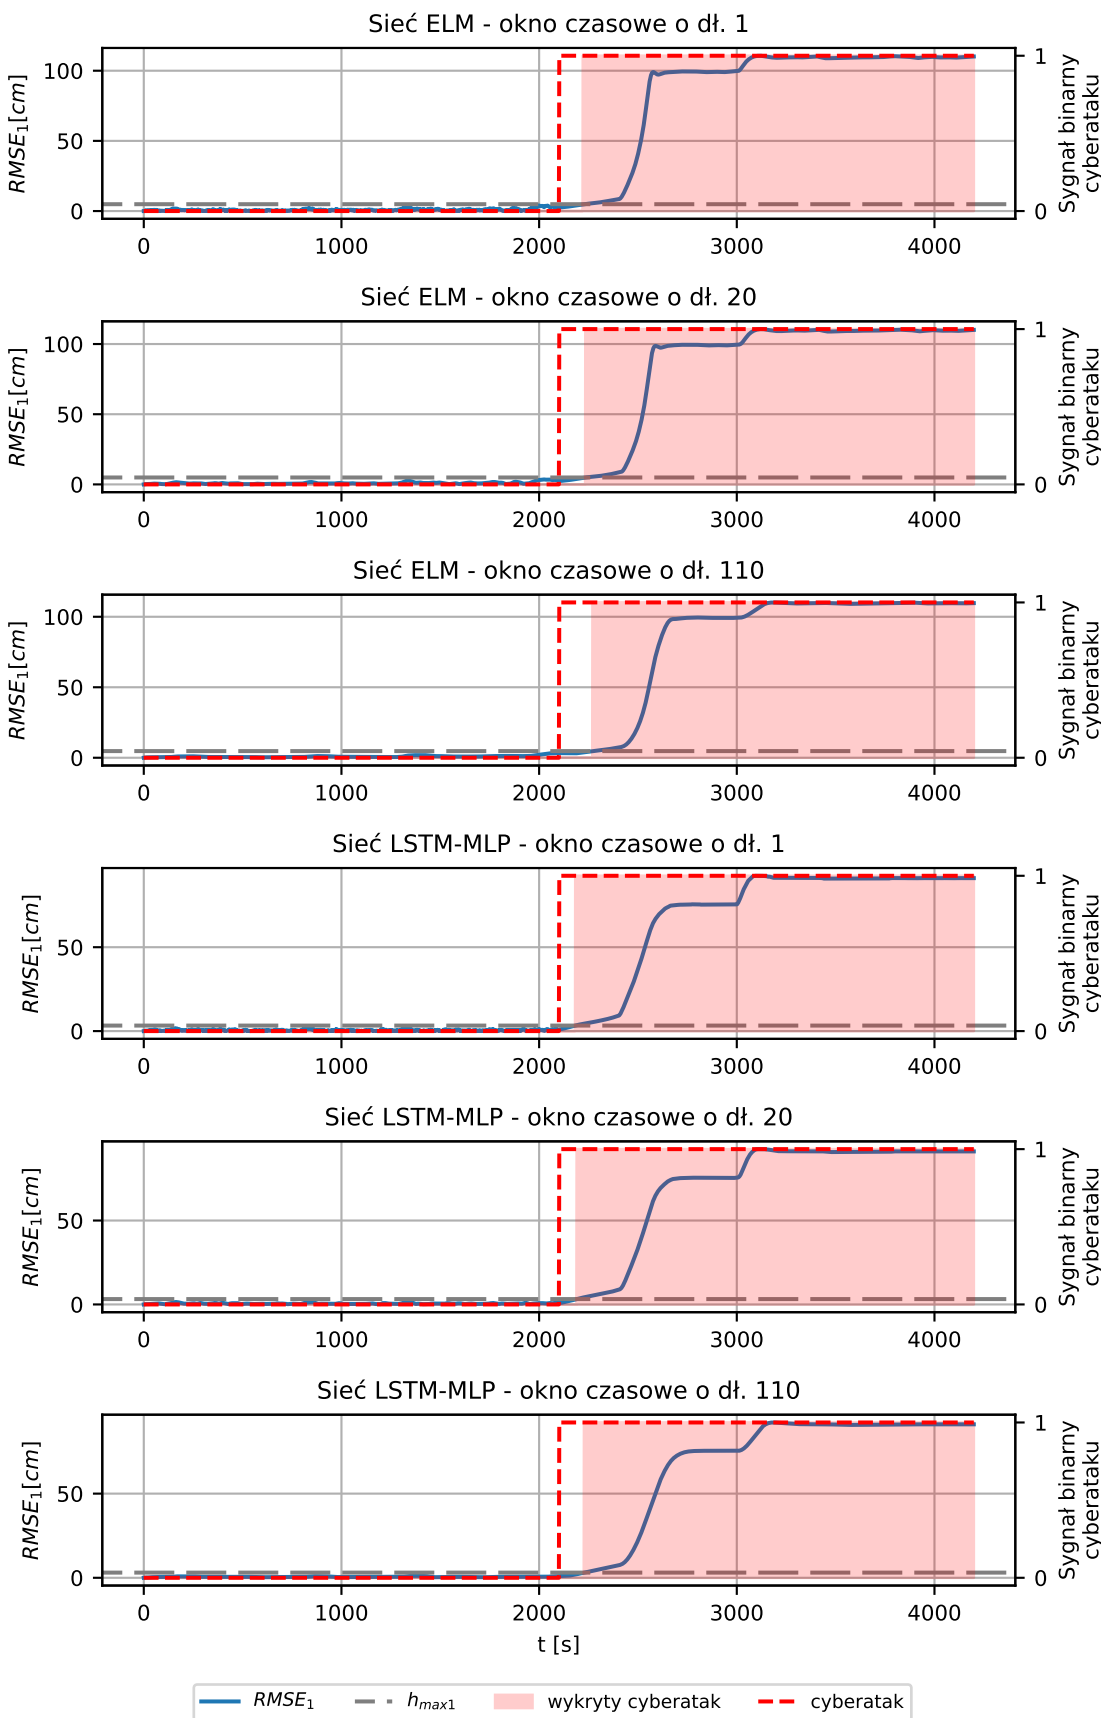 Sieć ELM - okno czasowe o dł. 1
RMSE₁[cm]
100
50
0
0 1000 2000 3000 4000
1
0
Sygnał binarny
cyberataku
Sieć ELM - okno czasowe o dł. 20
RMSE₁[cm]
100
50
0
0 1000 2000 3000 4000
1
0
Sygnał binarny
cyberataku
Sieć ELM - okno czasowe o dł. 110
RMSE₁[cm]
100
50
0
0 1000 2000 3000 4000
1
0
Sygnał binarny
cyberataku
Sieć LSTM-MLP - okno czasowe o dł. 1
RMSE₁[cm]
50
0
0 1000 2000 3000 4000
1
0
Sygnał binarny
cyberataku
Sieć LSTM-MLP - okno czasowe o dł. 20
RMSE₁[cm]
50
0
0 1000 2000 3000 4000
1
0
Sygnał binarny
cyberataku
Sieć LSTM-MLP - okno czasowe o dł. 110
RMSE₁[cm]
50
0
0 1000 2000 3000 4000
1
0
Sygnał binarny
cyberataku
t [s]
RMSE₁ h_max1 wykryty cyberatak cyberatak